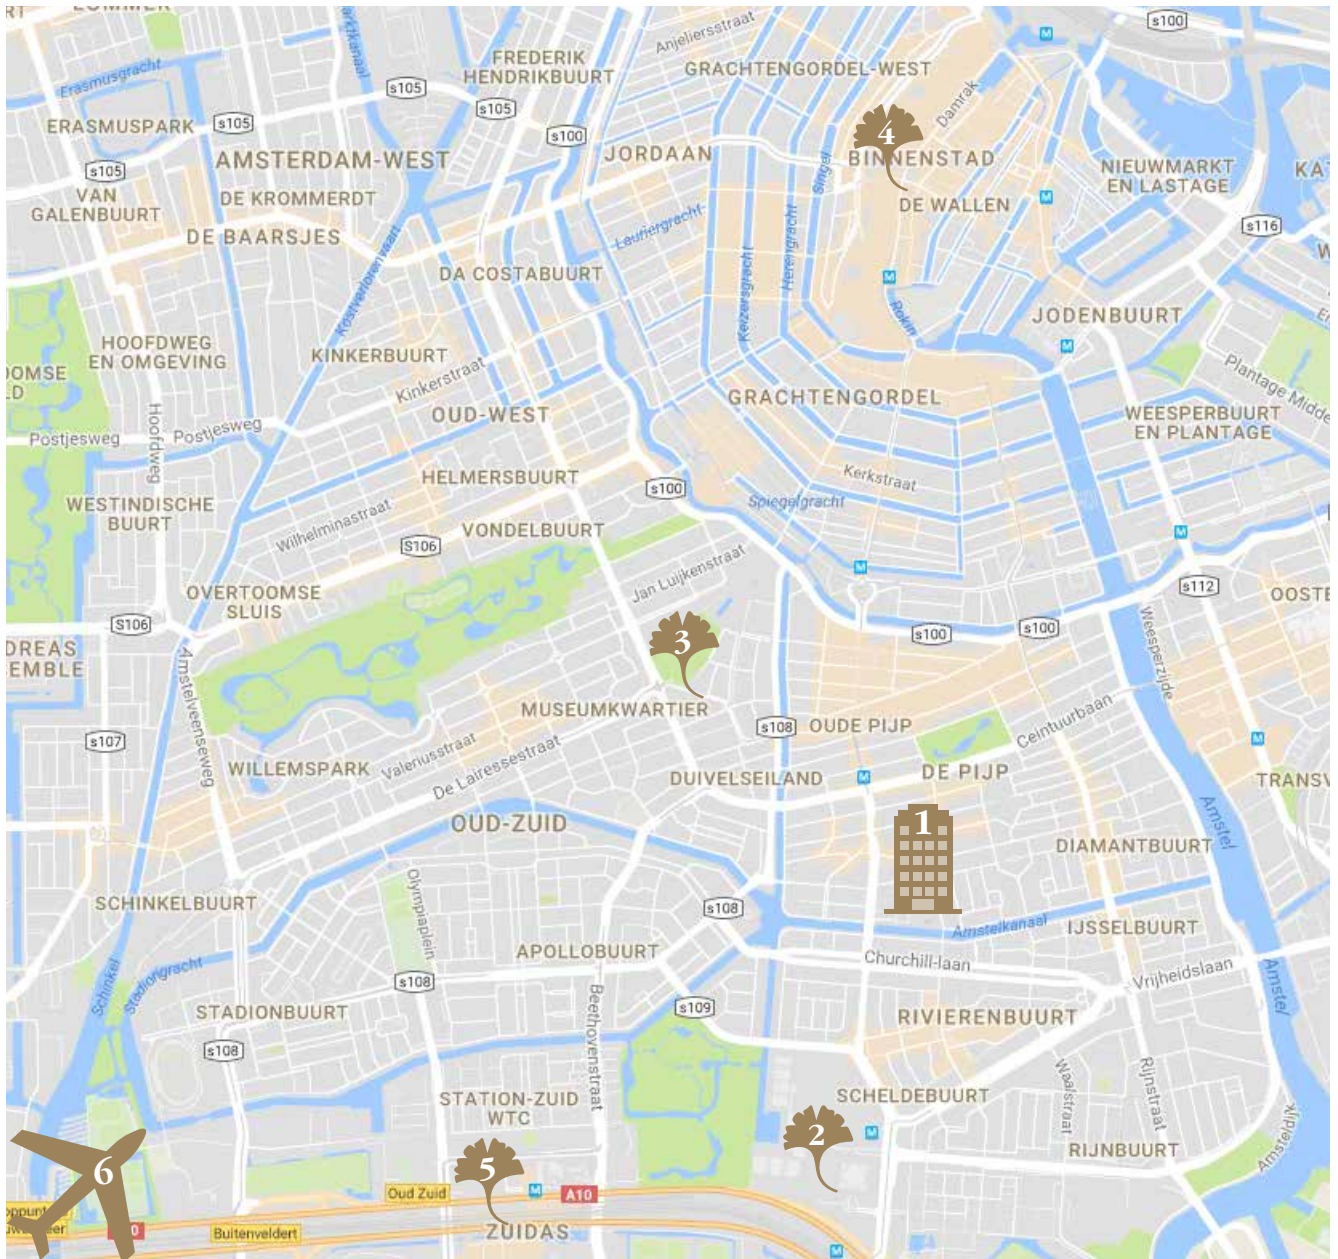 s100
FREDERIK
HENDRIKBUURT
Anjeliersstraat
GRACHTENGORDEL-WEST
Erasmusgracht
s105
s105
Damrak
ERASMUSPARK
s105
s100
4
AMSTERDAM-WEST
JORDAAN
BINNENSTAD
NIEUWMARKT
EN LASTAGE
s105
Singel
VAN
GALENBUURT
DE KROMMERDT
DE WALLEN
M
M
Lauriergracht
Herengracht
s116
DE BAARSJES
Kostverlorenvaart
Keizersgracht
DA COSTABUURT
M
Rokin
JODENBUURT
M
HOOFDWEG
EN OMGEVING
KINKERBUURT
Kinkerstraat
GRACHTENGORDEL
OUD-WEST
WEESPERBUURT
EN PLANTAGE
Hoofdweg
Postjesweg
Postjesweg
HELMERSBUURT
Kerkstraat
s100
Spiegelgracht
WESTINDISCHE
BUURT
Wilhelminastraat
VONDELBUURT
M
S106
Jan Luijkenstraat
M
s112
OVERTOOMSE
SLUIS
S106
s100
s100
3
Weesperzijde
Amstelveenseweg
MUSEUMKWARTIER
s108
OUDE PIJP
Ceintuurbaan
s107
M
WILLEMSPARK
Valeriusstraat
De Lairessestraat
DUIVELSEILAND
M
DE PIJP
OUD-ZUID
1
Amstel
DIAMANTBUURT
Olympiaplein
SCHINKELBUURT
s108
Amstelkanaal
IJSSELBUURT
APOLLOBUURT
Churchill-laan
Vrijheidslaan
Stadiongracht
Schinkel
s108
Amstel
Beethovenstraat
s109
STADIONBUURT
RIVIERENBUURT
s108
Waalstraat
Rijnstraat
STATION-ZUID
WTC
SCHELDEBUURT
2
M
RIJNBUURT
Amsteldijk
6
5
M
A10
Oud Zuid
Buitenveldert
ZUIDAS
M